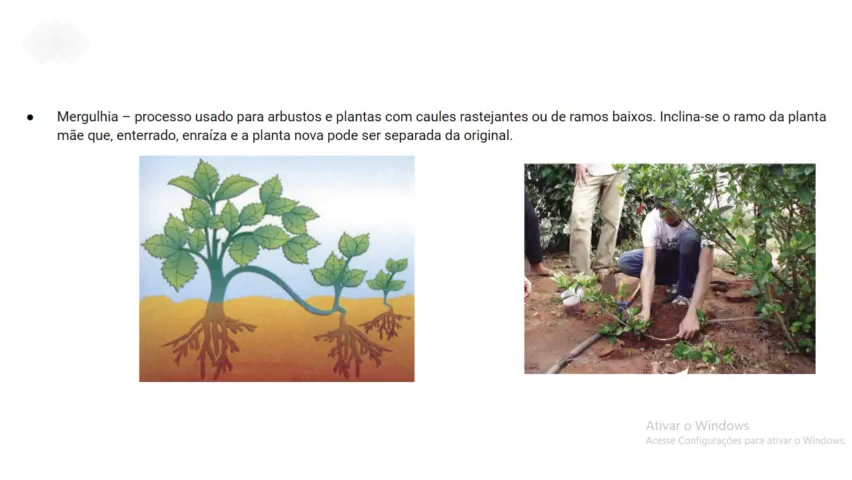 ● Mergulhia – processo usado para arbustos e plantas com caules rastejantes ou de ramos baixos. Inclina-se o ramo da planta
mãe que, enterrado, enraíza e a planta nova pode ser separada da original.
Ativar o Windows
Acesse Configurações para ativar o Windows.